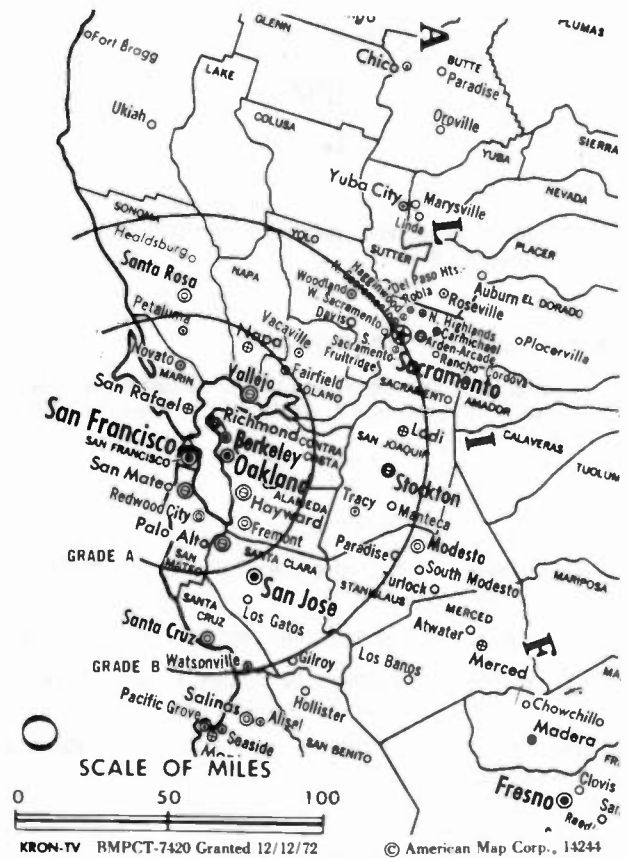 GLENN
PLUMAS
Fort Bragg
A
BUTTE
Chico
Paradise
LAKE
Ukiah
COLUSA
Oroville
YUBA
SIERRA
NEVADA
Yuba City
Marysville
Linda
SONOMA
L
YOLO
SUTTER
PLACER
Healdsburg
Santa Rosa
NAPA
Haginwood
Del Paso Hts.
Robla
Woodland
Auburn
EL DORADO
Roseville
W. Sacramento
N. Highlands
Davis
Carmichael
Placerville
Petaluma
Napa
Vacaville
S.
Sacramento
Arden-Arcade
Fruitridge
Rancho Cordova
Sacramento
Novato
MARIN
Vallejo
Fairfield
SOLANO
SACRAMENTO
AMADOR
San Rafael
Richmond
CONTRA
COSTA
Lodi
I
San Francisco
Berkeley
SAN JOAQUIN
CALAVERAS
SAN FRANCISCO
Oakland
Stockton
TUOLUM
San Mateo
ALAMEDA
Hayward
Tracy
Manteca
Redwood City
Fremont
Palo Alto
Paradise
Modesto
GRADE A
SAN
MATEO
SANTA CLARA
San Jose
STANISLAUS
South Modesto
MARIPOSA
Turlock
SANTA
CRUZ
Los Gatos
MERCED
Atwater
F
Santa Cruz
Merced
GRADE B
Watsonville
Gilroy
Los Banos
MA
Salinas
Hollister
Chowchillo
Pacific Grove
Alisal
Madera
Seaside
SAN BENITO
O
FR
SCALE OF MILES
Clovis
0 50 100
Fresno
San
Reed
KRON-TV BMPCT-7420 Granted 12/12/72 © American Map Corp., 14244